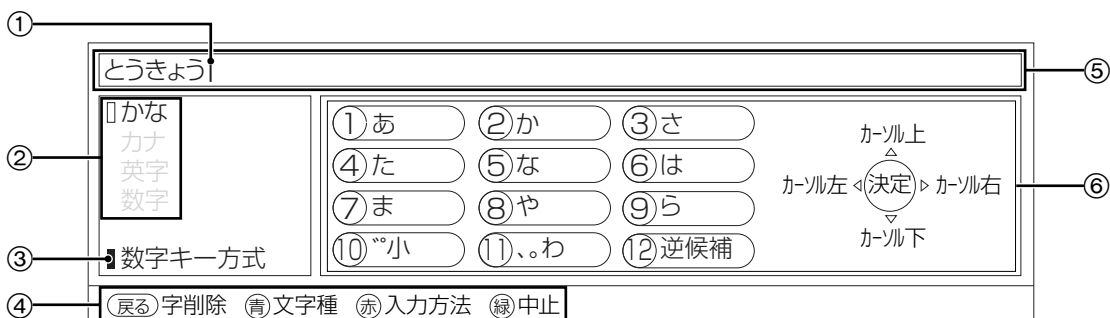 ①
とうきょう
⑤
②
かな
カナ
英字
数字
③
数字キー方式
①あ ②か ③さ
④た ⑤な ⑥は
⑦ま ⑧や ⑨ら
⑩゛゜小 ⑪、。わ ⑫逆候補
カーソル上
カーソル左 ◁ 決定 ▷ カーソル右
カーソル下
⑥
④
戻る 字削除 青 文字種 赤 入力方法 緑 中止